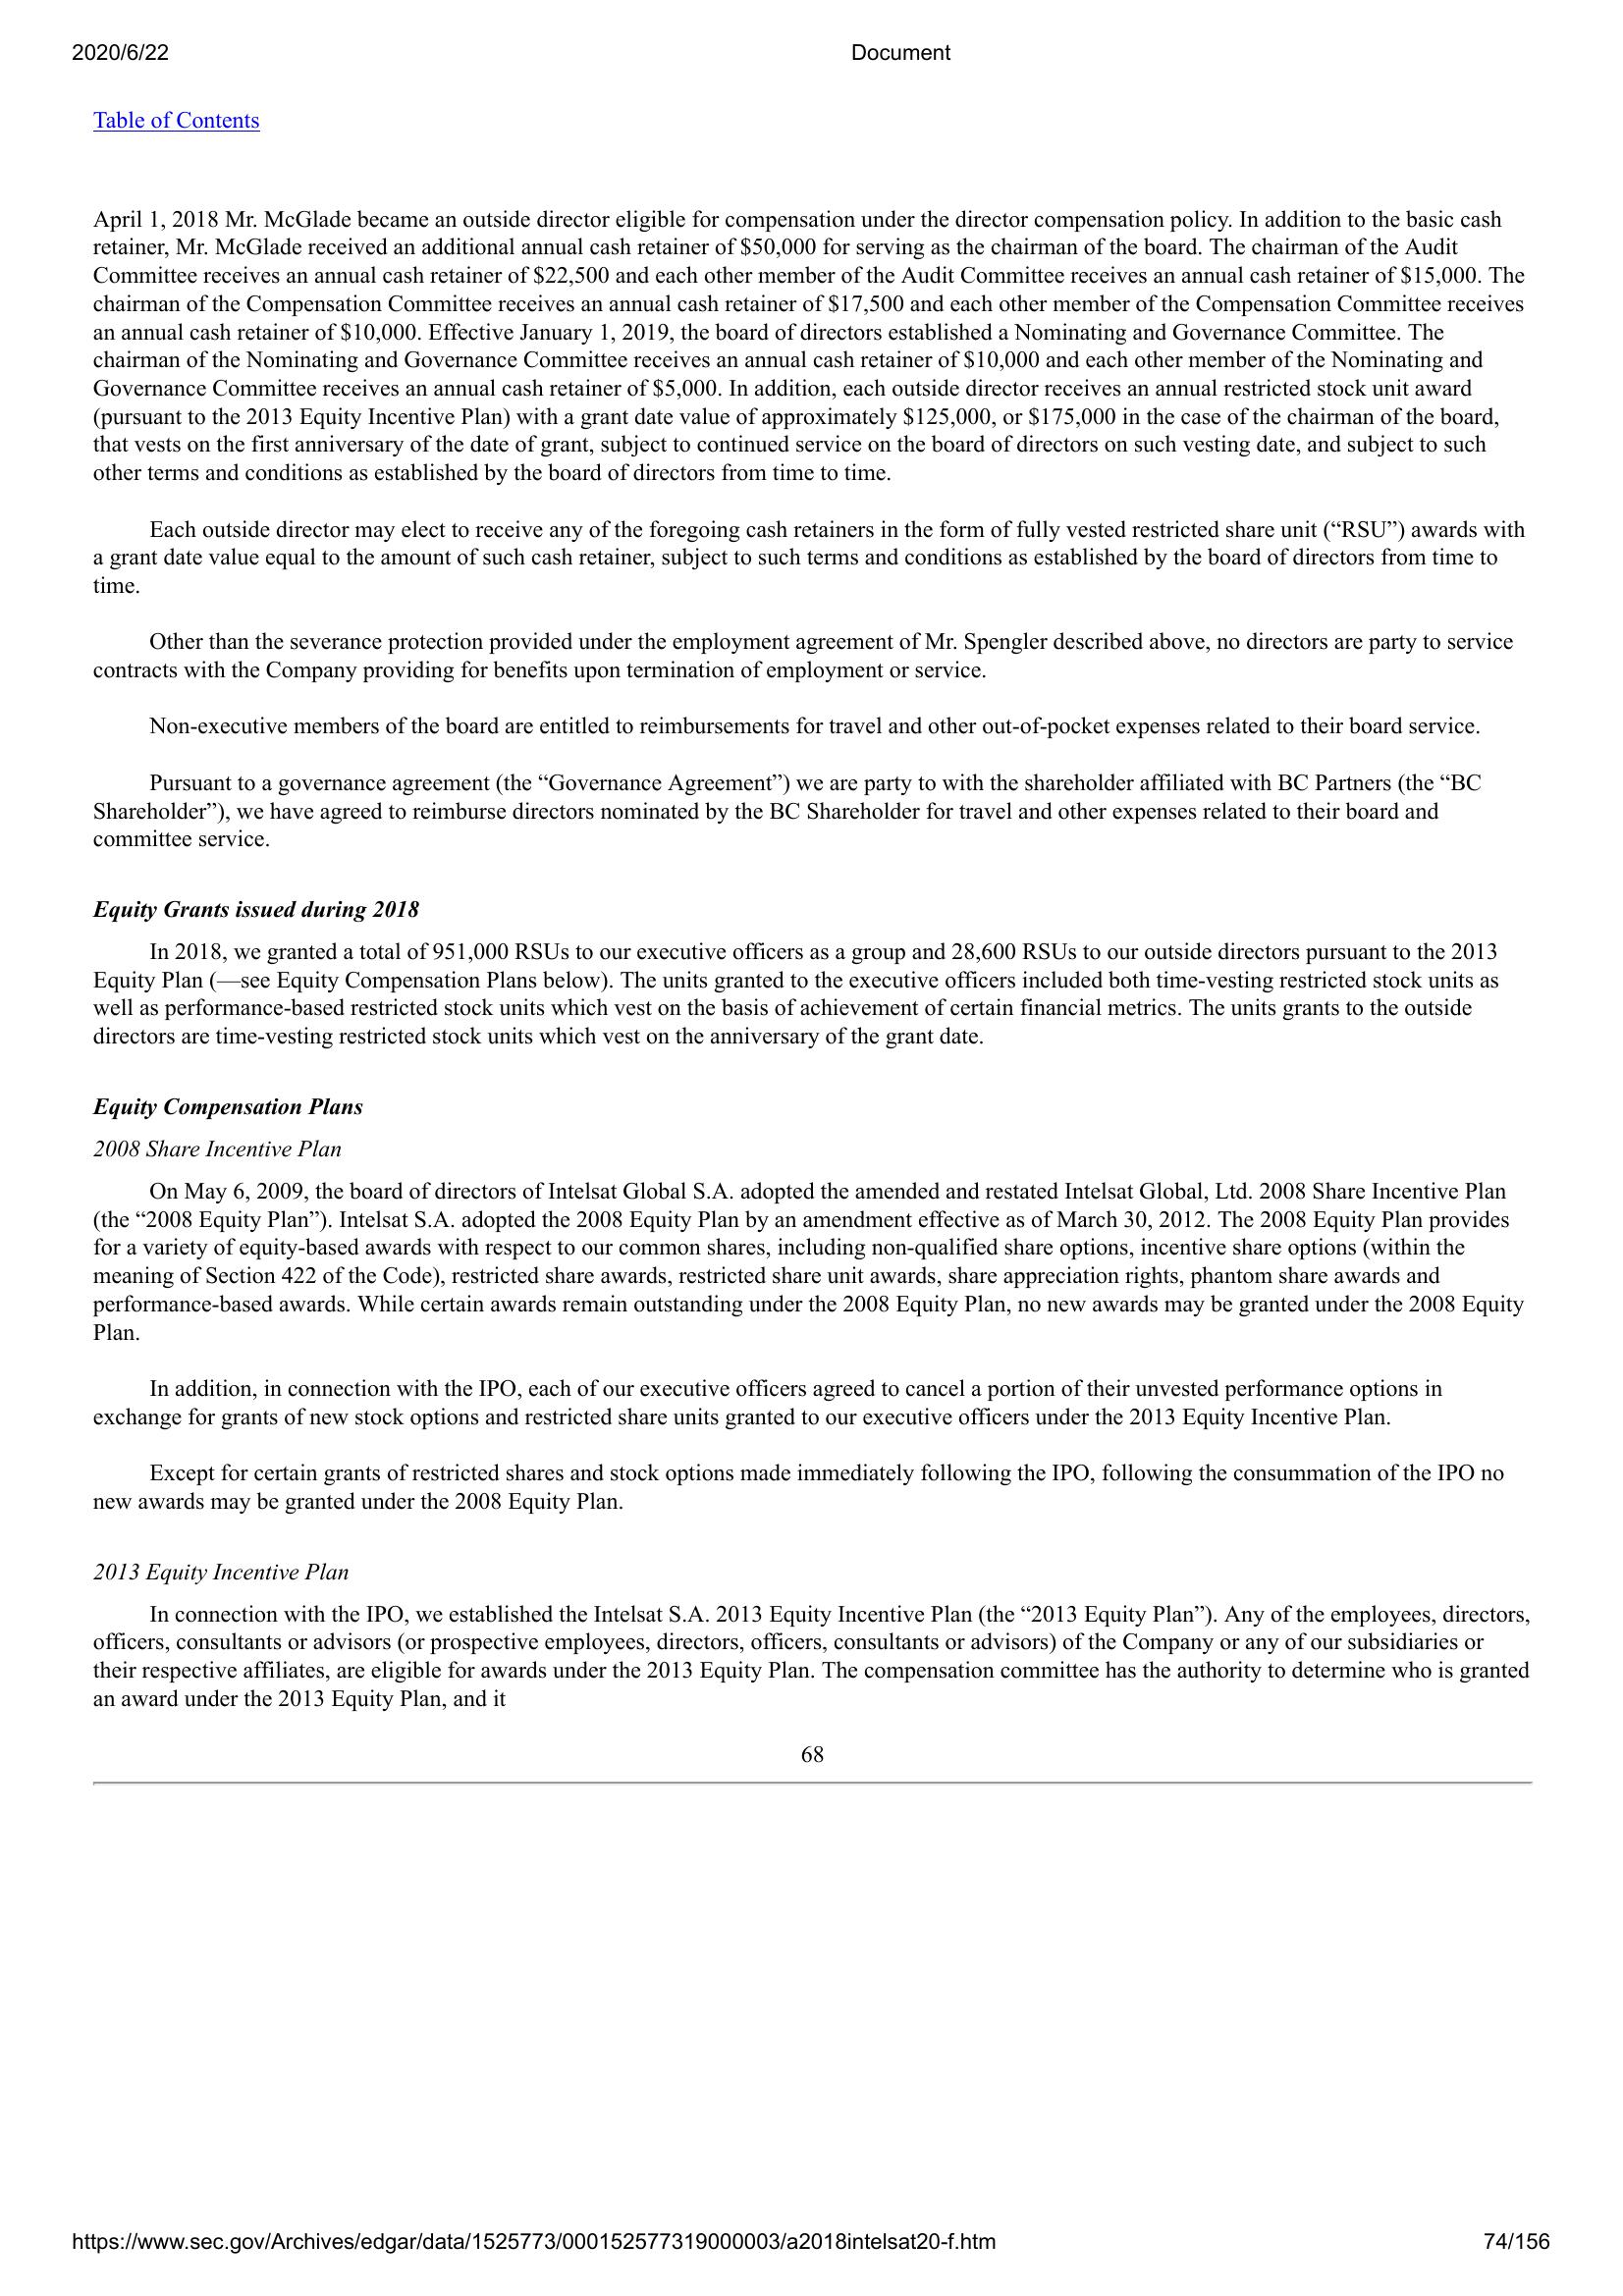 2020/6/22
Document
Table of Contents
April 1, 2018 Mr. McGlade became an outside director eligible for compensation under the director compensation policy. In addition to the basic cash
retainer, Mr. McGlade received an additional annual cash retainer of $50,000 for serving as the chairman of the board. The chairman of the Audit
Committee receives an annual cash retainer of $22,500 and each other member of the Audit Committee receives an annual cash retainer of $15,000. The
chairman of the Compensation Committee receives an annual cash retainer of $17,500 and each other member of the Compensation Committee receives
an annual cash retainer of $10,000. Effective January 1, 2019, the board of directors established a Nominating and Governance Committee. The
chairman of the Nominating and Governance Committee receives an annual cash retainer of $10,000 and each other member of the Nominating and
Governance Committee receives an annual cash retainer of $5,000. In addition, each outside director receives an annual restricted stock unit award
(pursuant to the 2013 Equity Incentive Plan) with a grant date value of approximately $125,000, or $175,000 in the case of the chairman of the board,
that vests on the first anniversary of the date of grant, subject to continued service on the board of directors on such vesting date, and subject to such
other terms and conditions as established by the board of directors from time to time.
Each outside director may elect to receive any of the foregoing cash retainers in the form of fully vested restricted share unit (“RSU”) awards with
a grant date value equal to the amount of such cash retainer, subject to such terms and conditions as established by the board of directors from time to
time.
Other than the severance protection provided under the employment agreement of Mr. Spengler described above, no directors are party to service
contracts with the Company providing for benefits upon termination of employment or service.
Non-executive members of the board are entitled to reimbursements for travel and other out-of-pocket expenses related to their board service.
Pursuant to a governance agreement (the “Governance Agreement”) we are party to with the shareholder affiliated with BC Partners (the “BC
Shareholder”), we have agreed to reimburse directors nominated by the BC Shareholder for travel and other expenses related to their board and
committee service.
Equity Grants issued during 2018
In 2018, we granted a total of 951,000 RSUs to our executive officers as a group and 28,600 RSUs to our outside directors pursuant to the 2013
Equity Plan (—see Equity Compensation Plans below). The units granted to the executive officers included both time-vesting restricted stock units as
well as performance-based restricted stock units which vest on the basis of achievement of certain financial metrics. The units grants to the outside
directors are time-vesting restricted stock units which vest on the anniversary of the grant date.
Equity Compensation Plans
2008 Share Incentive Plan
On May 6, 2009, the board of directors of Intelsat Global S.A. adopted the amended and restated Intelsat Global, Ltd. 2008 Share Incentive Plan
(the “2008 Equity Plan”). Intelsat S.A. adopted the 2008 Equity Plan by an amendment effective as of March 30, 2012. The 2008 Equity Plan provides
for a variety of equity-based awards with respect to our common shares, including non-qualified share options, incentive share options (within the
meaning of Section 422 of the Code), restricted share awards, restricted share unit awards, share appreciation rights, phantom share awards and
performance-based awards. While certain awards remain outstanding under the 2008 Equity Plan, no new awards may be granted under the 2008 Equity
Plan.
In addition, in connection with the IPO, each of our executive officers agreed to cancel a portion of their unvested performance options in
exchange for grants of new stock options and restricted share units granted to our executive officers under the 2013 Equity Incentive Plan.
Except for certain grants of restricted shares and stock options made immediately following the IPO, following the consummation of the IPO no
new awards may be granted under the 2008 Equity Plan.
2013 Equity Incentive Plan
In connection with the IPO, we established the Intelsat S.A. 2013 Equity Incentive Plan (the “2013 Equity Plan”). Any of the employees, directors,
officers, consultants or advisors (or prospective employees, directors, officers, consultants or advisors) of the Company or any of our subsidiaries or
their respective affiliates, are eligible for awards under the 2013 Equity Plan. The compensation committee has the authority to determine who is granted
an award under the 2013 Equity Plan, and it
68
https://www.sec.gov/Archives/edgar/data/1525773/000152577319000003/a2018intelsat20-f.htm
74/156